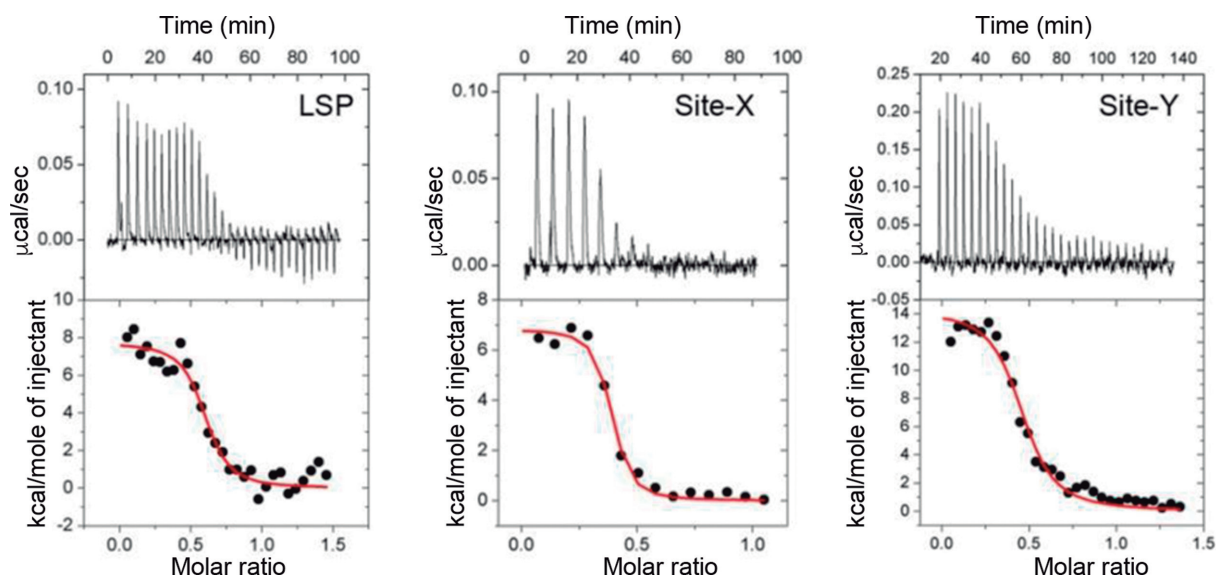 Time (min)
0 20 40 60 80 100
LSP
0.10
0.05
0.00
µcal/sec
10
8
6
4
2
0
-2
kcal/mole of injectant
0.0 0.5 1.0 1.5
Molar ratio
Time (min)
0 20 40 60 80 100
Site-X
0.10
0.05
0.00
µcal/sec
8
6
4
2
0
kcal/mole of injectant
0.0 0.5 1.0
Molar ratio
Time (min)
20 40 60 80 100 120 140
Site-Y
0.25
0.20
0.15
0.10
0.05
0.00
-0.05
µcal/sec
14
12
10
8
6
4
2
0
kcal/mole of injectant
0.0 0.5 1.0
Molar ratio